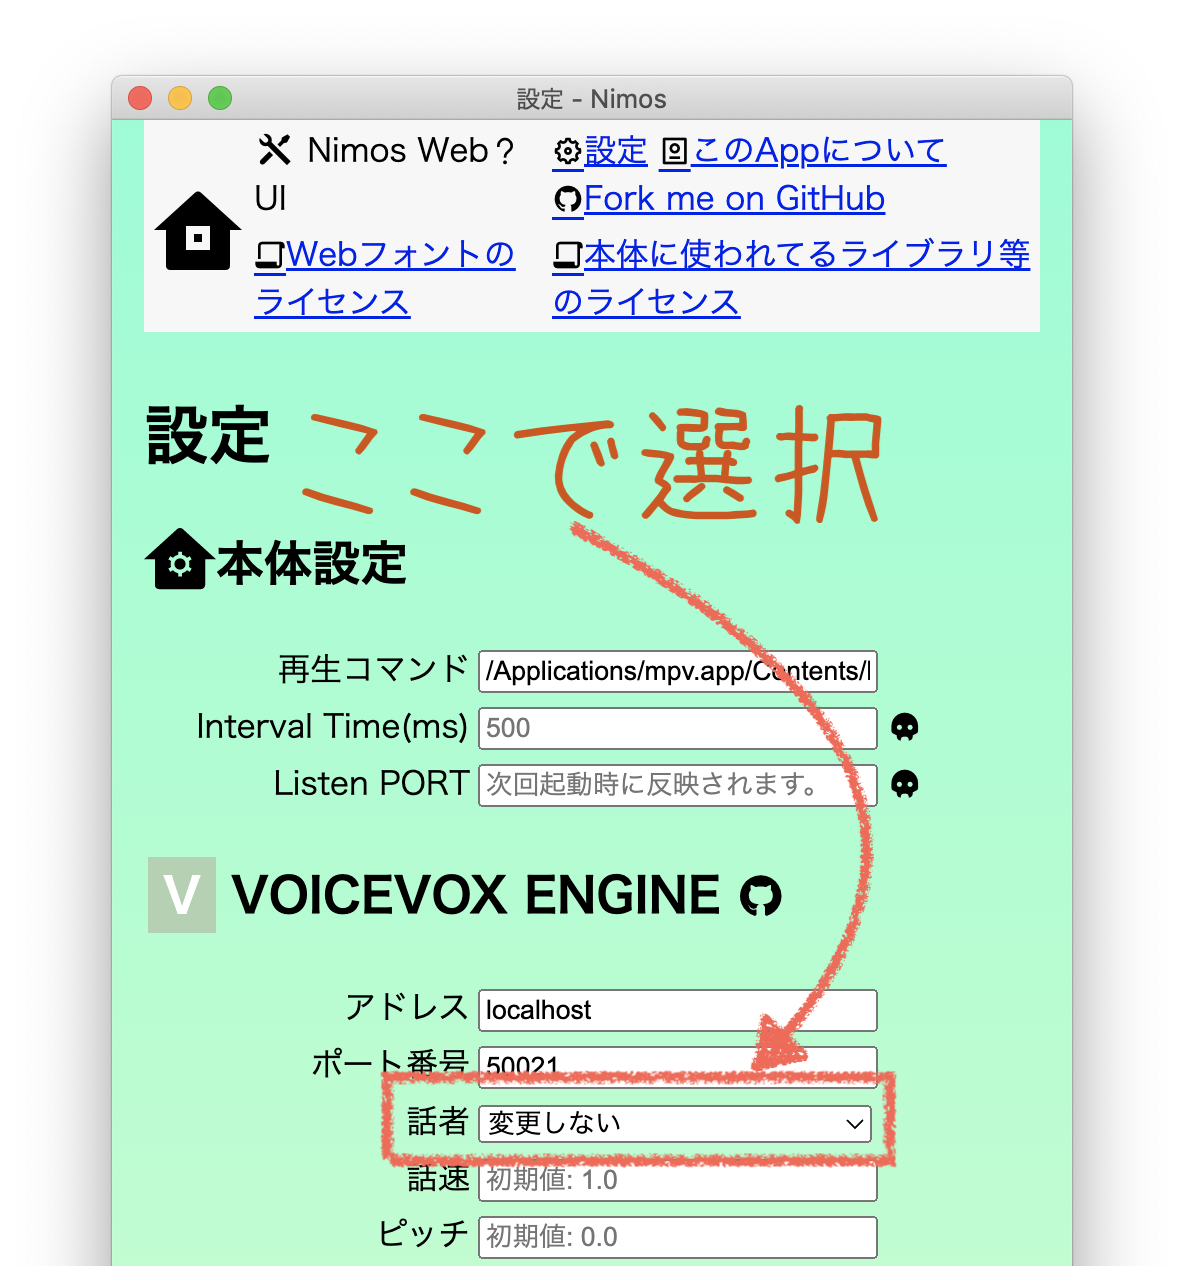 設定 – Nimos
Nimos Web？ 設定 このAppについて
UI Fork me on GitHub
Webフォントの 本体に使われてるライブラリ等
ライセンス のライセンス
設定 ここで選択
本体設定
再生コマンド /Applications/mpv.app/Contents/
Interval Time(ms) 500
Listen PORT 次回起動時に反映されます。
V VOICEVOX ENGINE
アドレス localhost
ポート番号 50021
話者 変更しない
話速 初期値: 1.0
ピッチ 初期値: 0.0